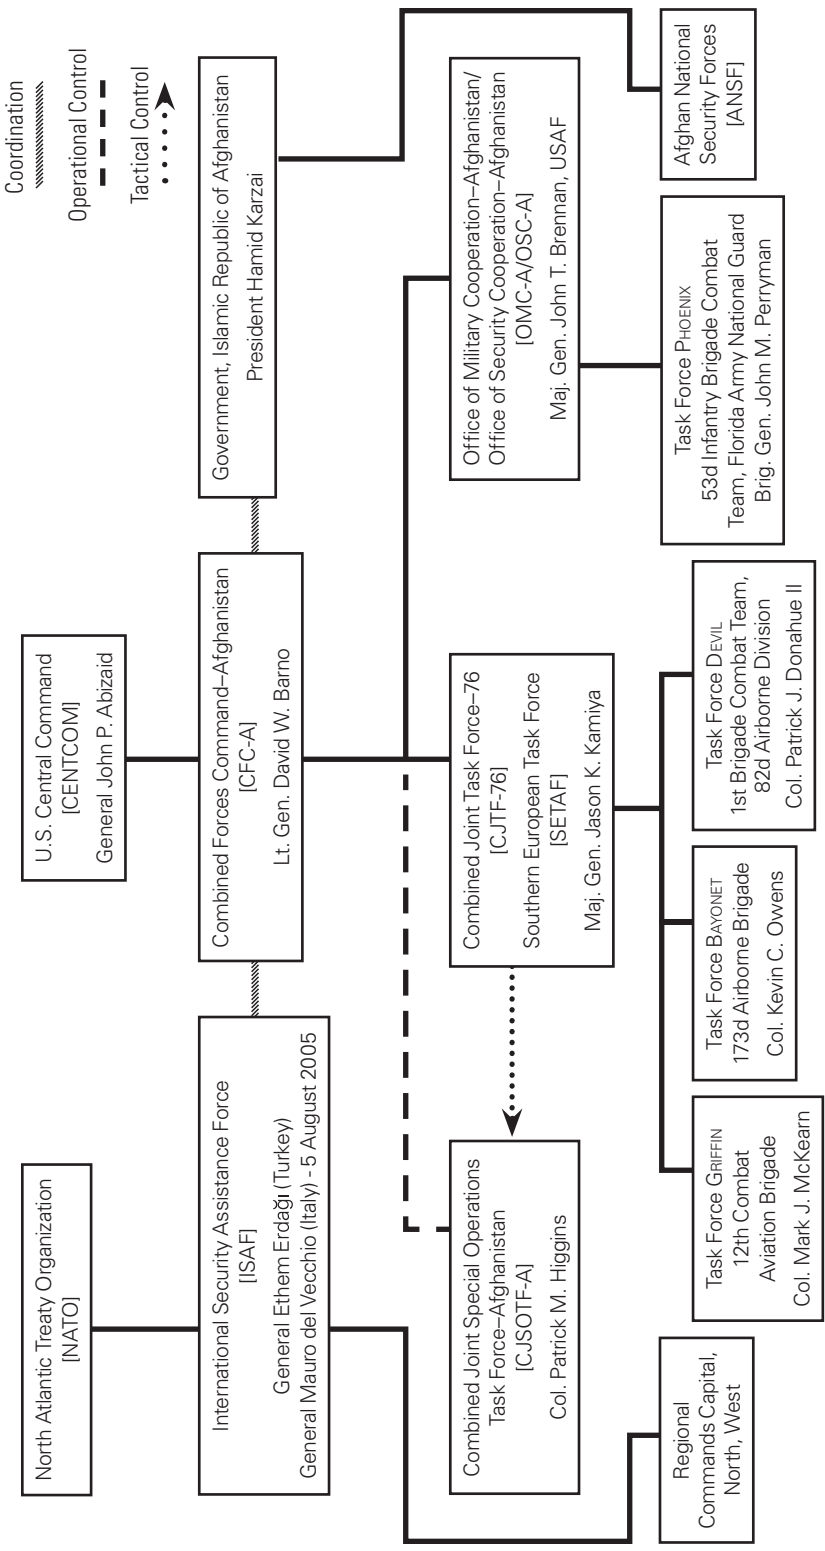 Coordination
Operational Control
Tactical Control
North Atlantic Treaty Organization
[NATO]
U.S. Central Command
[CENTCOM]
General John P. Abizaid
International Security Assistance Force
[ISAF]
General Ethem Erdağı (Turkey)
General Mauro del Vecchio (Italy) - 5 August 2005
Combined Forces Command–Afghanistan
[CFC-A]
Lt. Gen. David W. Barno
Government, Islamic Republic of Afghanistan
President Hamid Karzai
Combined Joint Special Operations
Task Force–Afghanistan
[CJSOTF-A]
Col. Patrick M. Higgins
Combined Joint Task Force–76
[CJTF-76]
Southern European Task Force
[SETAF]
Maj. Gen. Jason K. Kamiya
Office of Military Cooperation–Afghanistan/
Office of Security Cooperation–Afghanistan
[OMC-A/OSC-A]
Maj. Gen. John T. Brennan, USAF
Regional
Commands Capital,
North, West
Task Force GRIFFIN
12th Combat
Aviation Brigade
Col. Mark J. McKearn
Task Force BAYONET
173d Airborne Brigade
Col. Kevin C. Owens
Task Force DEVIL
1st Brigade Combat Team,
82d Airborne Division
Col. Patrick J. Donahue II
Task Force PHOENIX
53d Infantry Brigade Combat
Team, Florida Army National Guard
Brig. Gen. John M. Perryman
Afghan National
Security Forces
[ANSF]